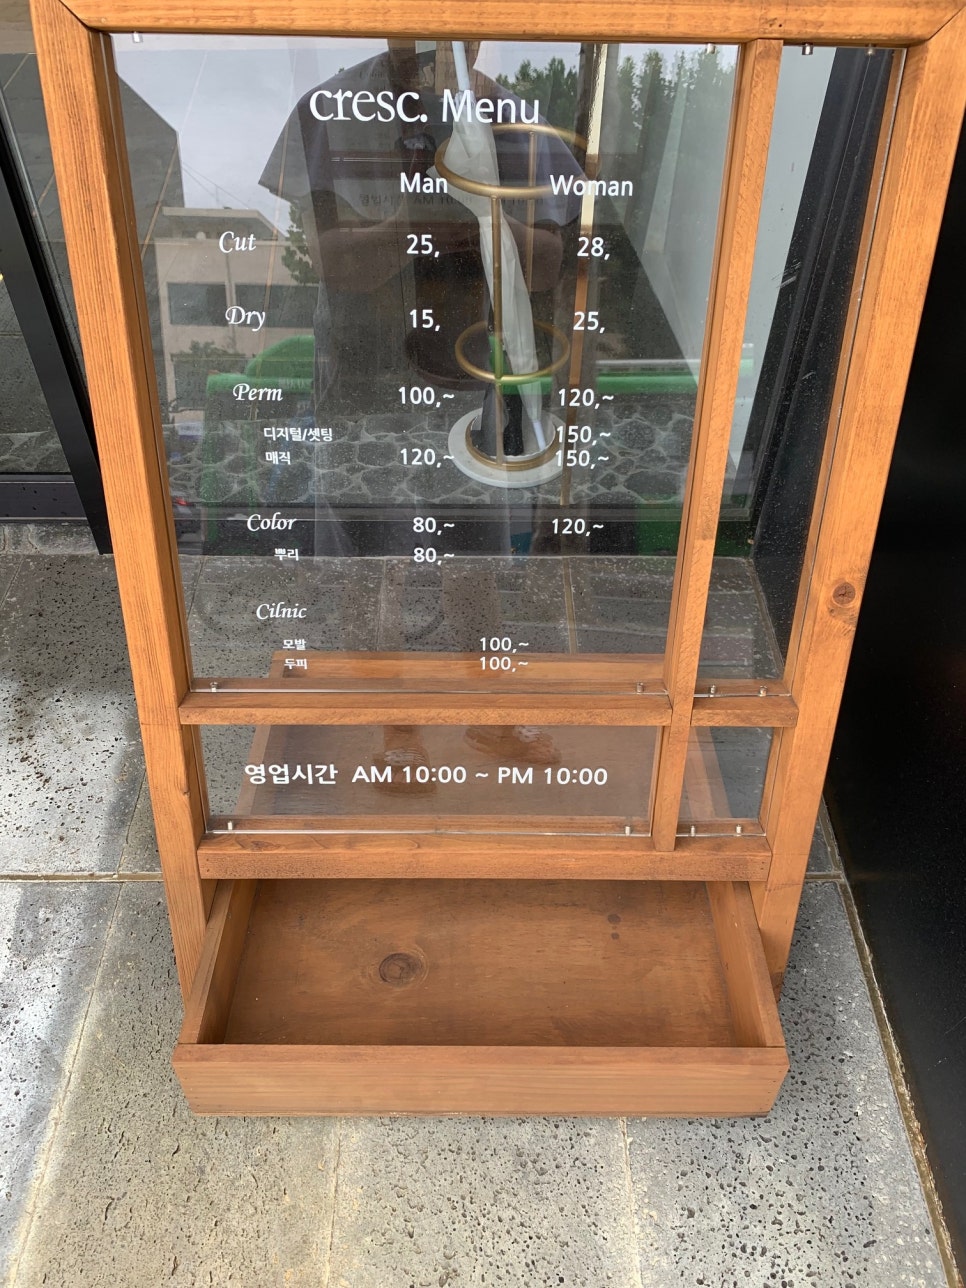 cresc. Menu
Man Woman
Cut 25, 28,
Dry 15, 25,
Perm 100,~ 120,~
디지털/셋팅 150,~
매직 120,~ 150,~
Color 80,~ 120,~
뿌리 80,~
Cilnic
모발 100,~
두피 100,~
영업시간 AM 10:00 ~ PM 10:00